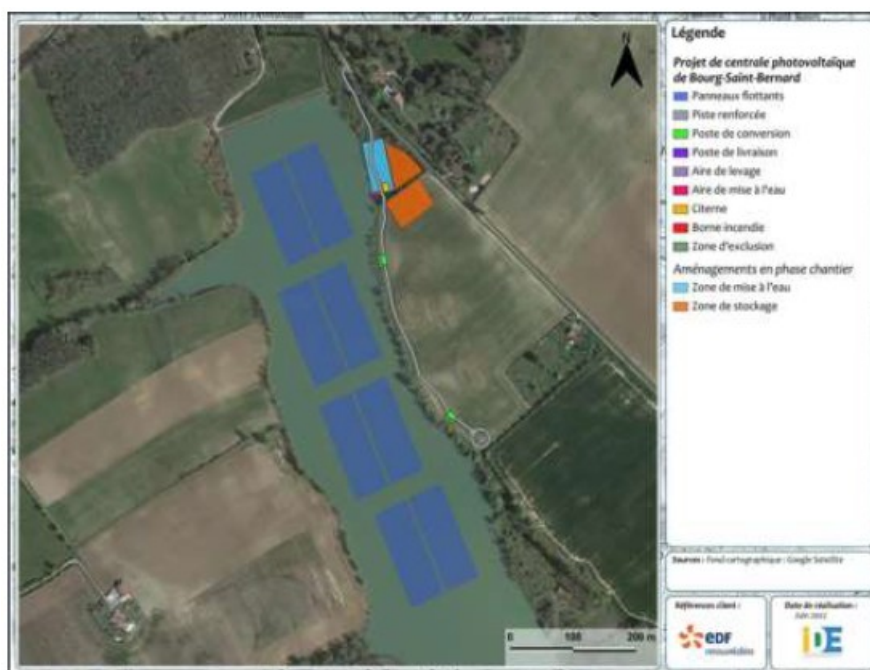 N
Légende
Projet de centrale photovoltaïque
de Bourg-Saint-Bernard
Panneaux flottants
Piste renforcée
Poste de conversion
Poste de livraison
Aire de levage
Aire de mise à l'eau
Citerne
Borne incendie
Zone d'exclusion
Aménagements en phase chantier
Zone de mise à l'eau
Zone de stockage
Sources : Fond cartographique : Google Satellite
Références client :
EDF
renouvelables
Date de réalisation :
Juin 2022
IDE
0 100 200 m